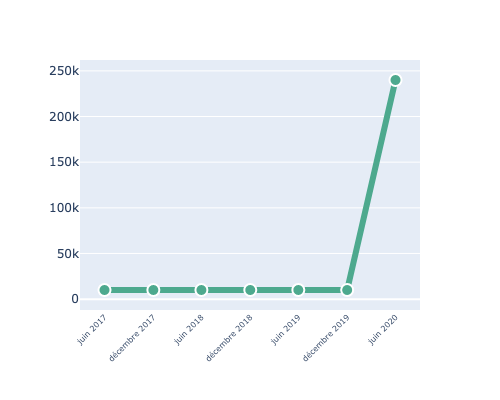 250k
200k
150k
100k
50k
0
juin 2017
décembre 2017
juin 2018
décembre 2018
juin 2019
décembre 2019
juin 2020